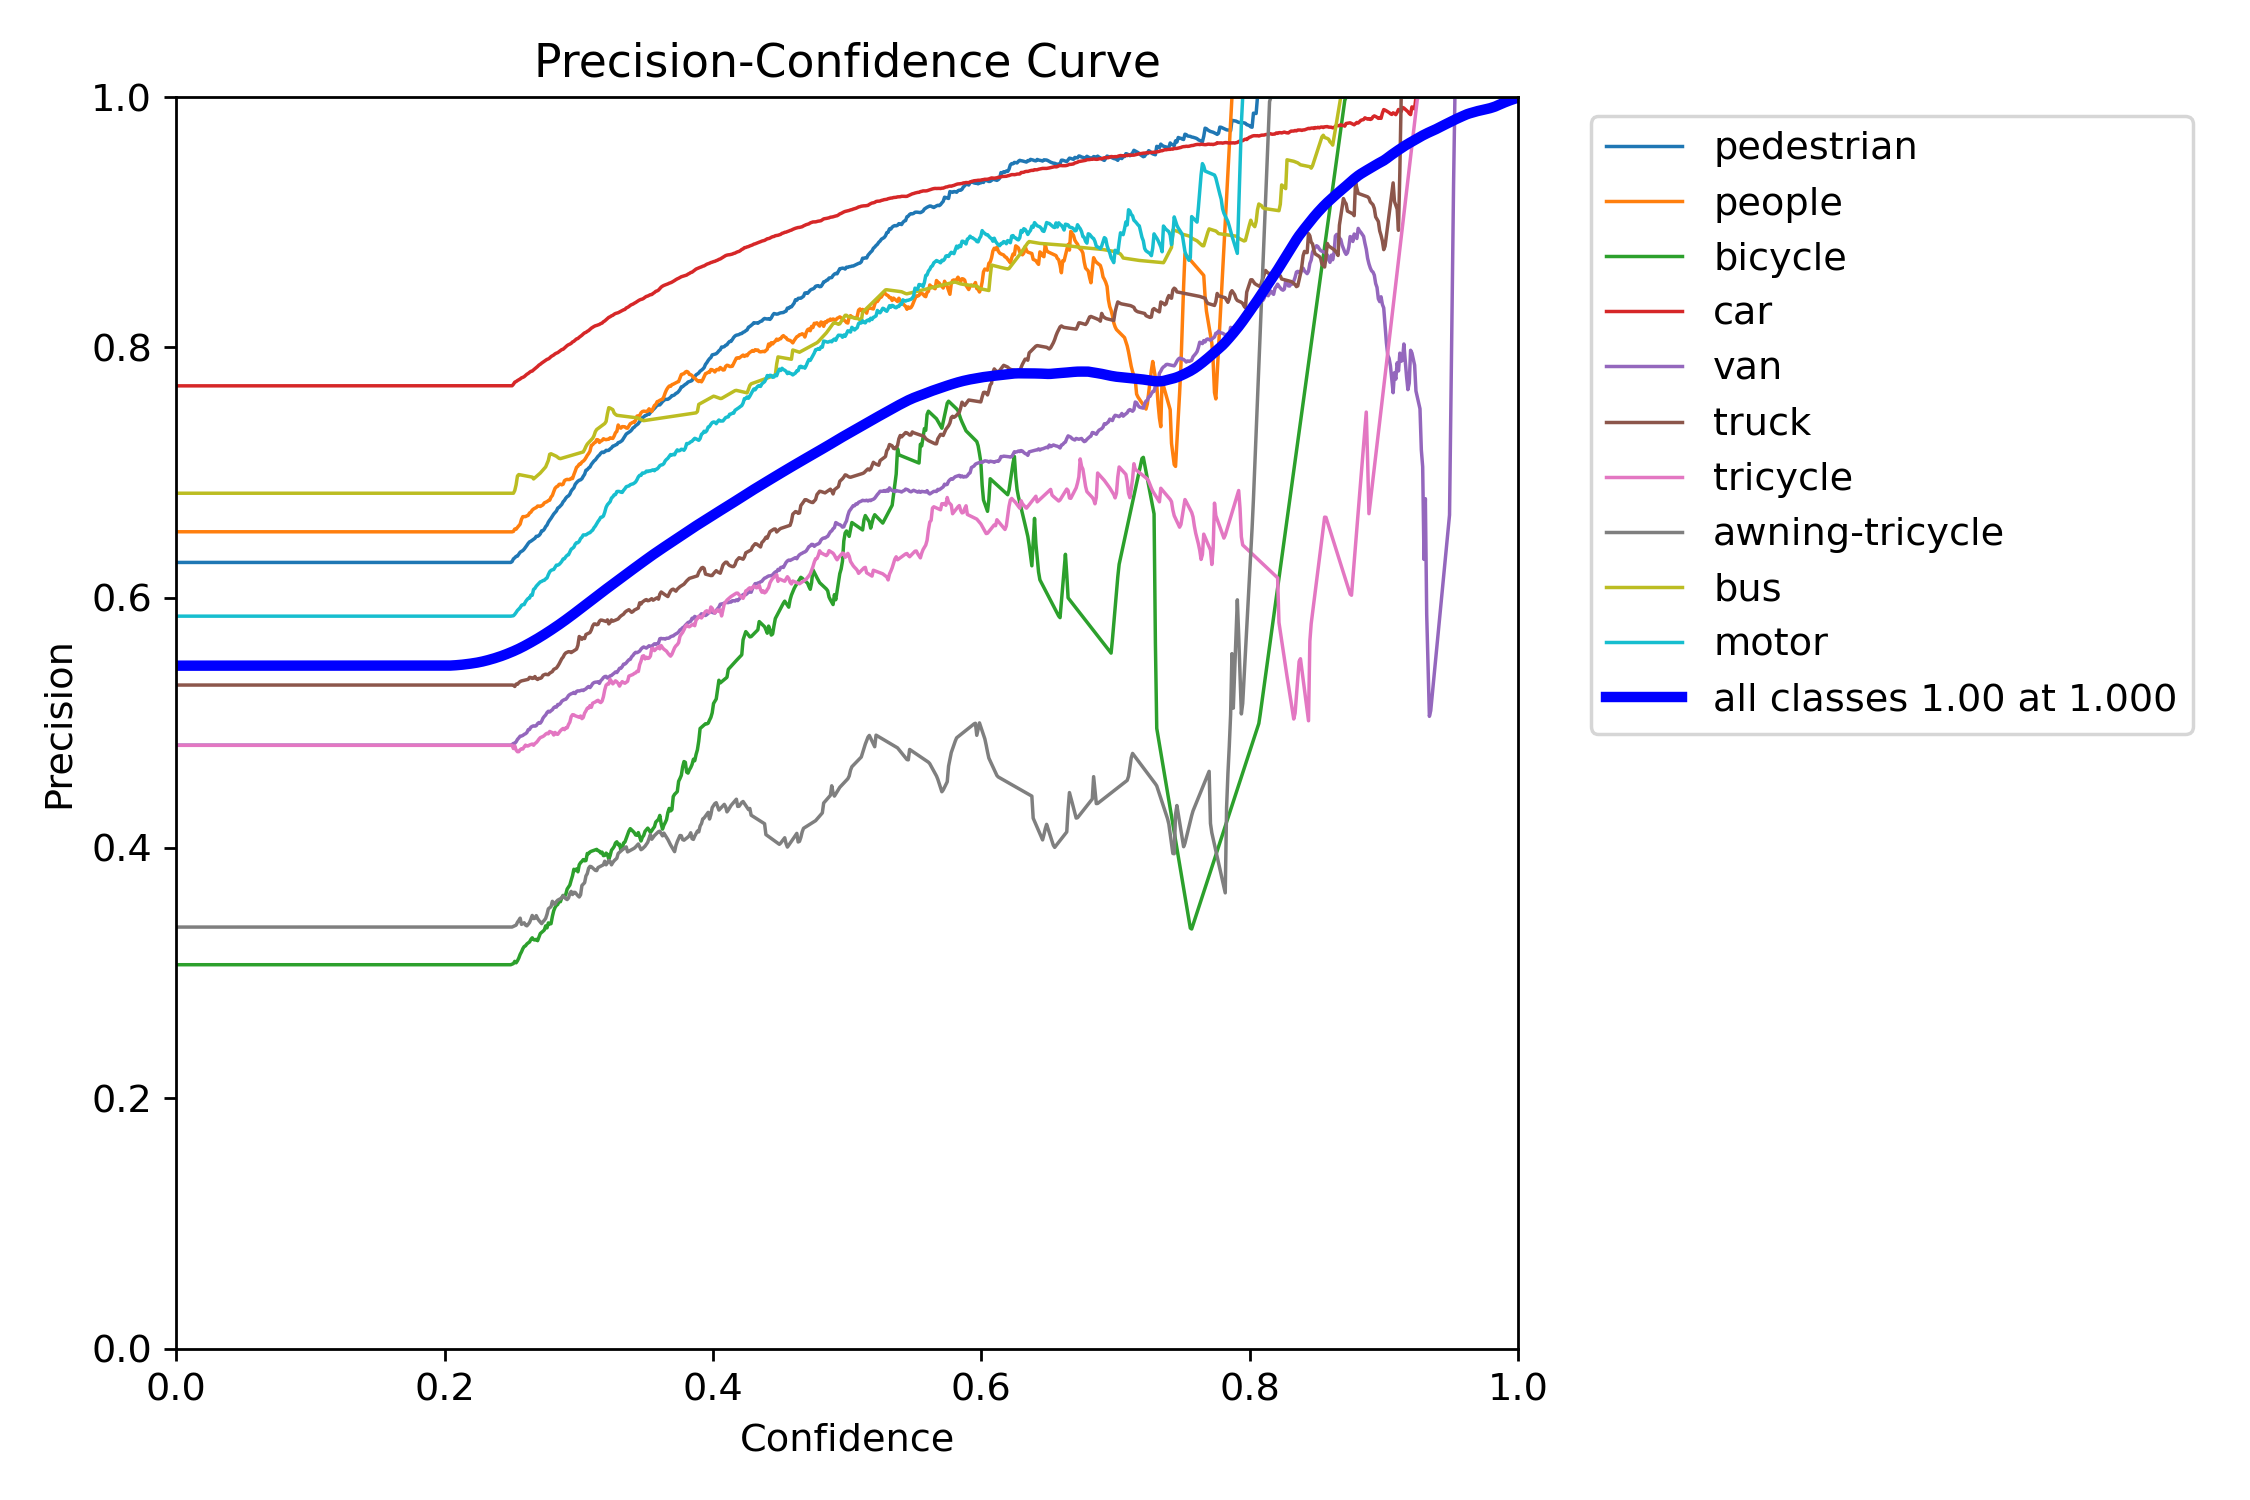 Precision-Confidence Curve
1.0
0.8
0.6
0.4
0.2
0.0
Precision
0.0 0.2 0.4 0.6 0.8 1.0
Confidence
pedestrian
people
bicycle
car
van
truck
tricycle
awning-tricycle
bus
motor
all classes 1.00 at 1.000